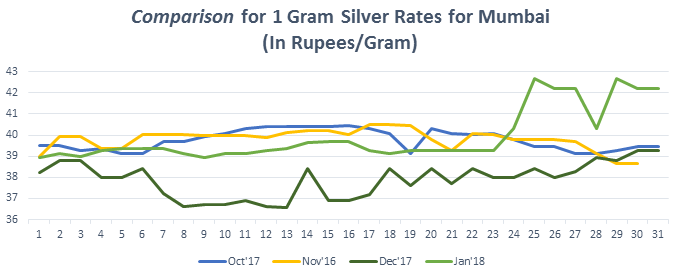 Comparison for 1 Gram Silver Rates for Mumbai
(In Rupees/Gram)
43
42
41
40
39
38
37
36
1 2 3 4 5 6 7 8 9 10 11 12 13 14 15 16 17 18 19 20 21 22 23 24 25 26 27 28 29 30 31
Oct'17 Nov'16 Dec'17 Jan'18